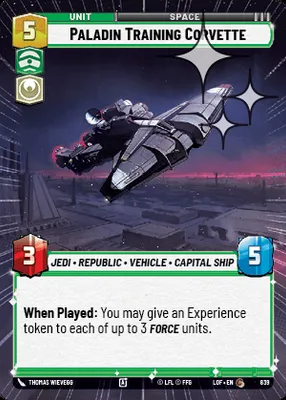 UNIT
SPACE
5
PALADIN TRAINING CORVETTE
3
JEDI • REPUBLIC • VEHICLE • CAPITAL SHIP
5
When Played: You may give an Experience
token to each of up to 3 FORCE units.
THOMAS WIEVEGG
© LFL © FFG
LOF • EN
839